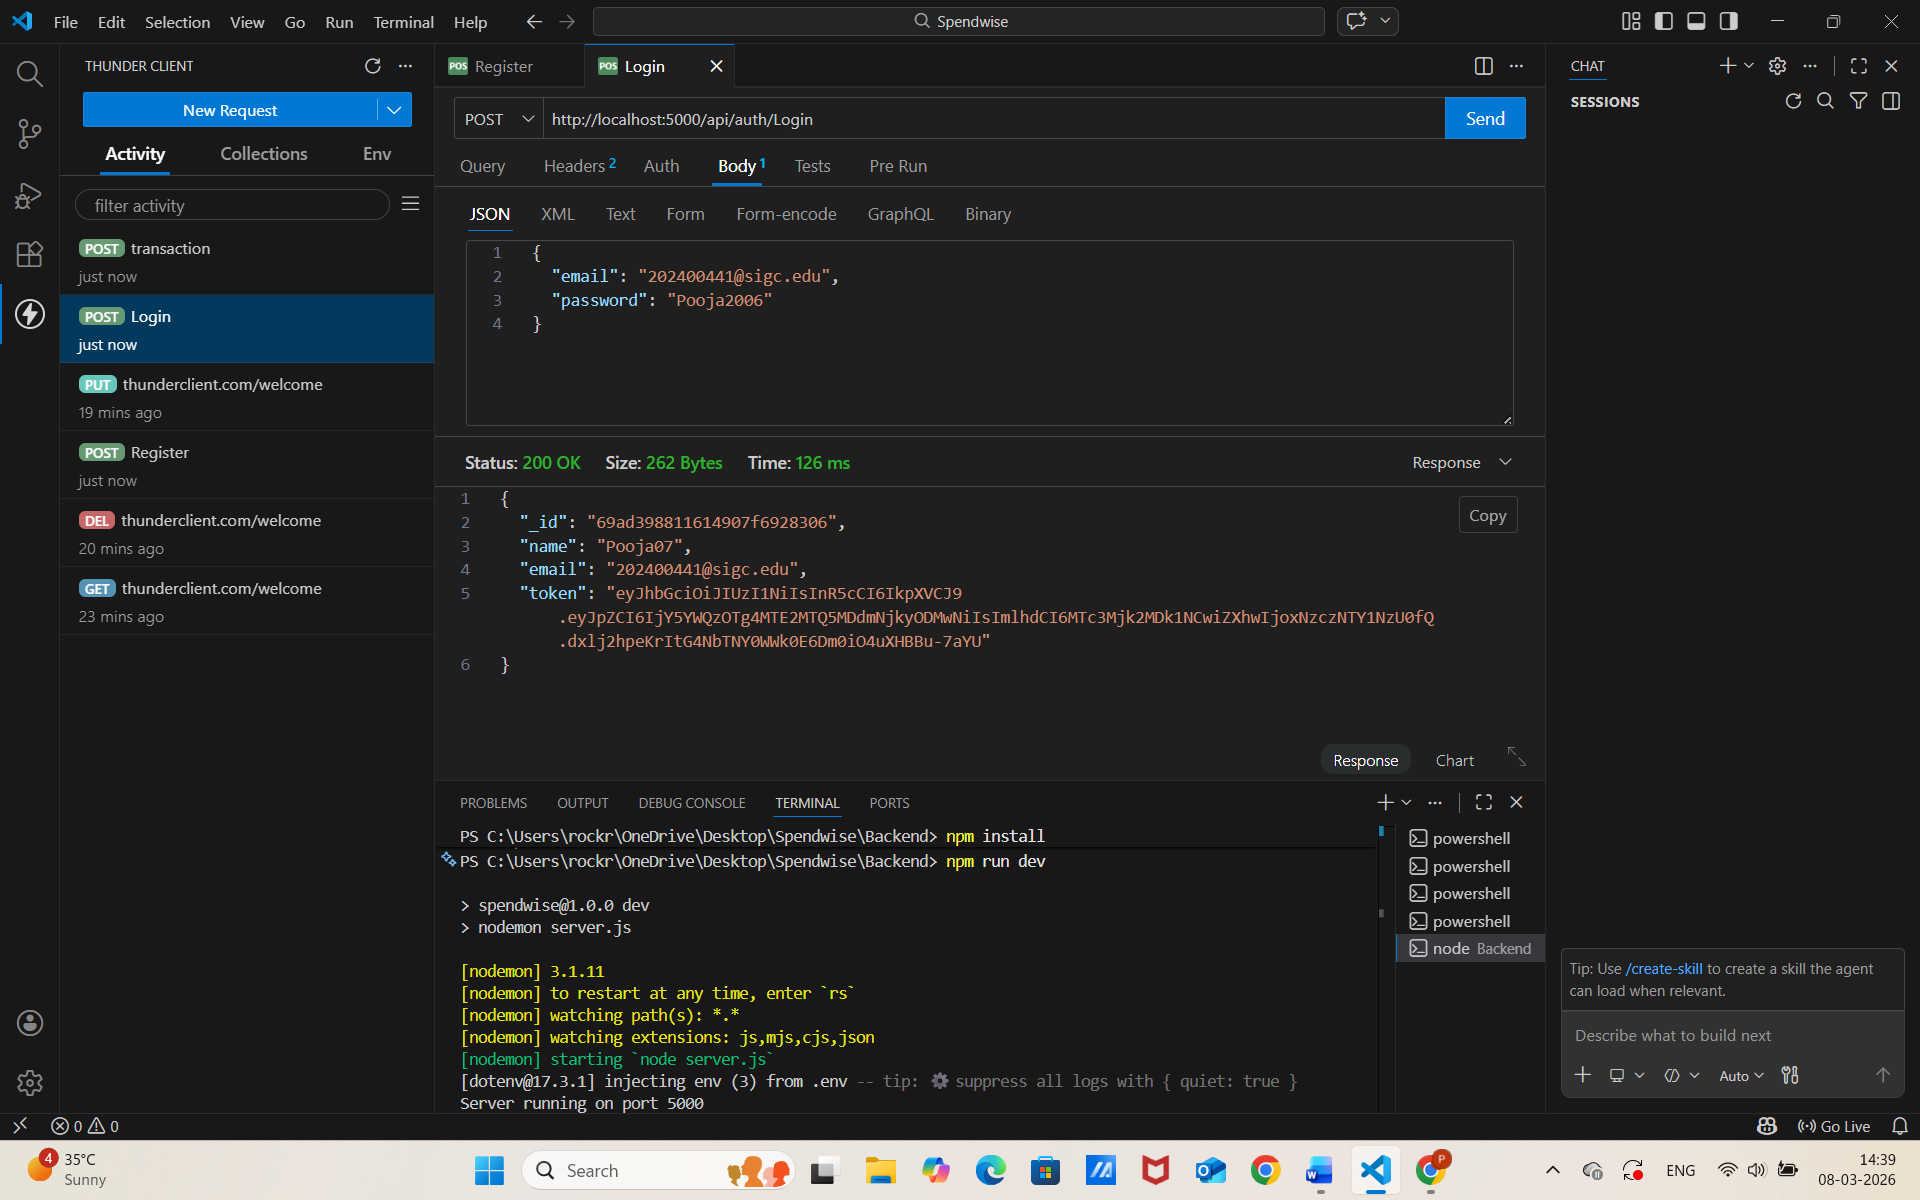 File Edit Selection View Go Run Terminal Help
Spendwise
THUNDER CLIENT
New Request
Activity Collections Env
filter activity
POST transaction
just now
POST Login
just now
PUT thunderclient.com/welcome
19 mins ago
POST Register
just now
DEL thunderclient.com/welcome
20 mins ago
GET thunderclient.com/welcome
23 mins ago
POS Register
POS Login
POST http://localhost:5000/api/auth/Login Send
Query Headers 2 Auth Body 1 Tests Pre Run
JSON XML Text Form Form-encode GraphQL Binary
1 {
2 "email": "202400441@sigc.edu",
3 "password": "Pooja2006"
4 }
Status: 200 OK Size: 262 Bytes Time: 126 ms Response
Copy
1 {
2 "_id": "69ad398811614907f6928306",
3 "name": "Pooja07",
4 "email": "202400441@sigc.edu",
5 "token": "eyJhbGciOiJIUzI1NiIsInR5cCI6IkpXVCJ9
.eyJpZCI6IjY5YWQzOTg4MTE2MTQ5MDdmNjkyODMwNiIsImlhdCI6MTc3Mjk2MDk1NCwiZXhwIjoxNzczNTY1NzU0fQ
.dxlj2hpeKrItG4NbTNY0WWk0E6Dm0iO4uXHBBu-7aYU"
6 }
Response Chart
PROBLEMS OUTPUT DEBUG CONSOLE TERMINAL PORTS
PS C:\Users\rockr\OneDrive\Desktop\Spendwise\Backend> npm install
PS C:\Users\rockr\OneDrive\Desktop\Spendwise\Backend> npm run dev
> spendwise@1.0.0 dev
> nodemon server.js
[nodemon] 3.1.11
[nodemon] to restart at any time, enter `rs`
[nodemon] watching path(s): *.*
[nodemon] watching extensions: js,mjs,cjs,json
[nodemon] starting `node server.js`
[dotenv@17.3.1] injecting env (3) from .env -- tip: ⚙️ suppress all logs with { quiet: true }
Server running on port 5000
powershell
powershell
powershell
powershell
node Backend
CHAT
SESSIONS
Tip: Use /create-skill to create a skill the agent
can load when relevant.
Describe what to build next
Auto
0 0
Go Live
4
35°C
Sunny
Search
P
ENG
14:39
08-03-2026